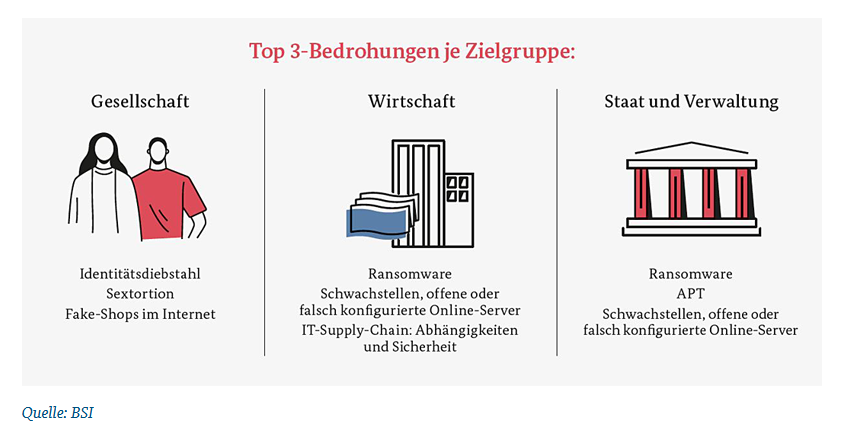 Top 3-Bedrohungen je Zielgruppe:
Gesellschaft
Identitätsdiebstahl
Sextortion
Fake-Shops im Internet
Wirtschaft
Ransomware
Schwachstellen, offene oder
falsch konfigurierte Online-Server
IT-Supply-Chain: Abhängigkeiten
und Sicherheit
Staat und Verwaltung
Ransomware
APT
Schwachstellen, offene oder
falsch konfigurierte Online-Server
Quelle: BSI